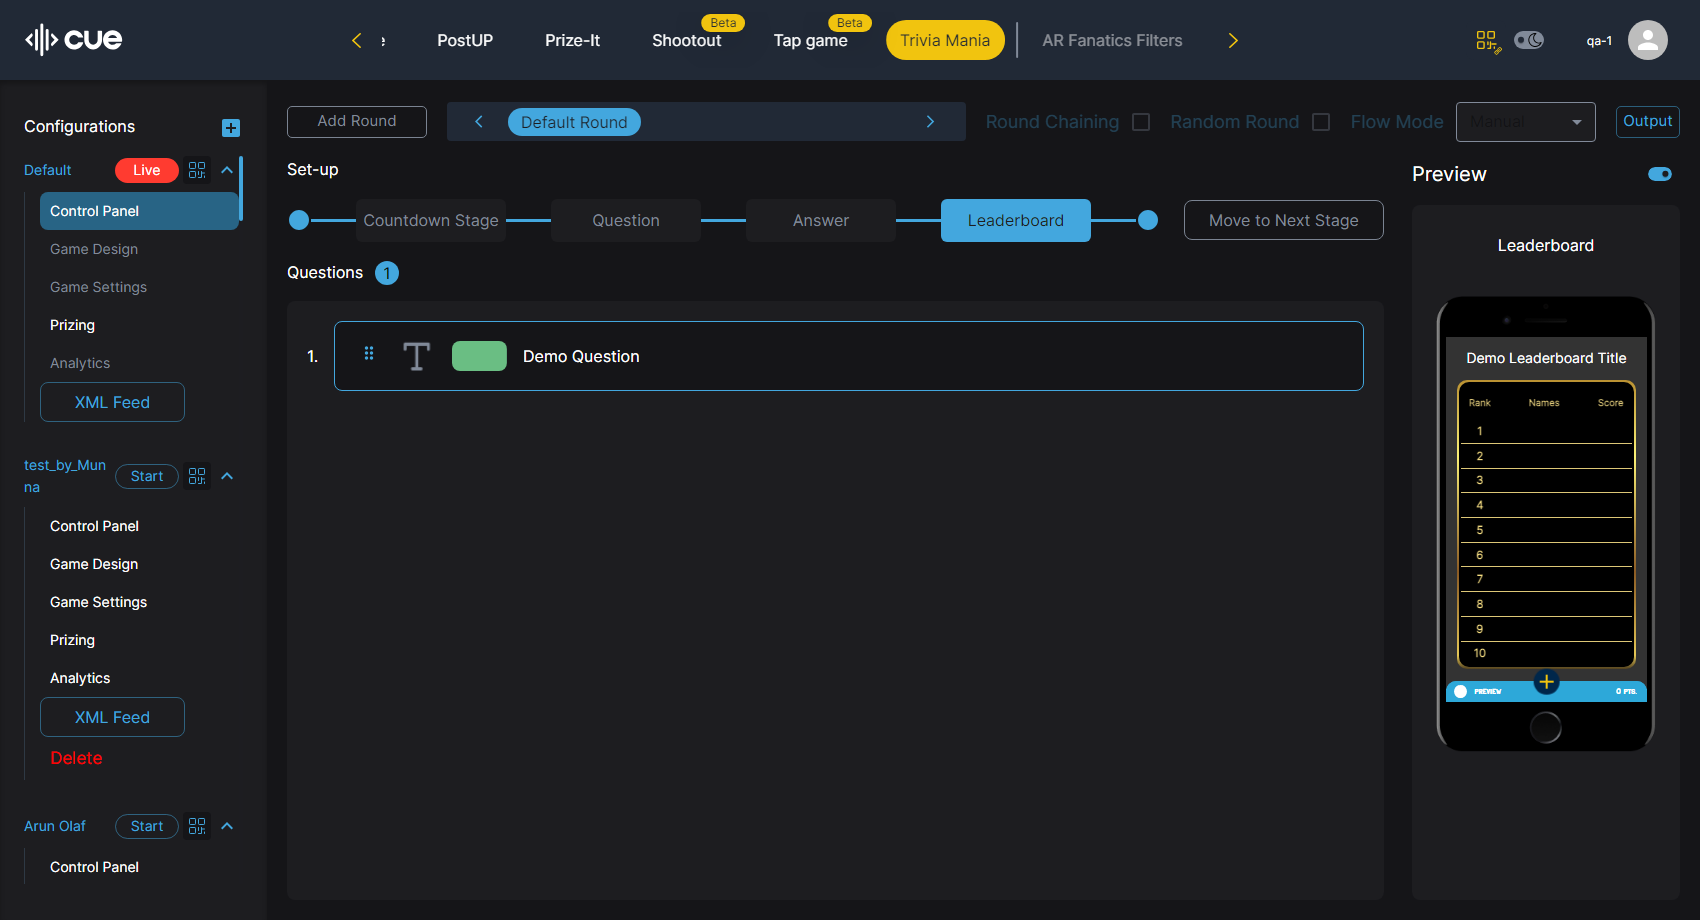 cue
PostUP
Prize-It
Beta
Shootout
Beta
Tap game
Trivia Mania
AR Fanatics Filters
qa-1
Configurations
Default
Live
Control Panel
Game Design
Game Settings
Prizing
Analytics
XML Feed
test_by_Mun
na
Start
Control Panel
Game Design
Game Settings
Prizing
Analytics
XML Feed
Delete
Arun Olaf
Start
Control Panel
Add Round
Default Round
Round Chaining
Random Round
Flow Mode
Manual
Output
Set-up
Countdown Stage
Question
Answer
Leaderboard
Move to Next Stage
Questions 1
1.
T
Demo Question
Preview
Leaderboard
Demo Leaderboard Title
Rank Names Score
1
2
3
4
5
6
7
8
9
10
PREVIEW
0 PTS.